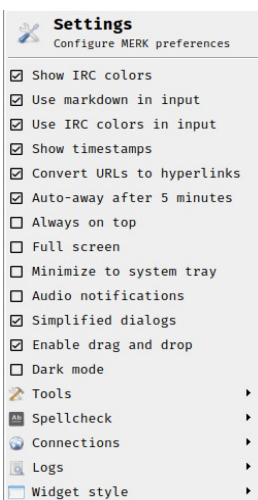 Settings
Configure MERK preferences
Show IRC colors
Use markdown in input
Use IRC colors in input
Show timestamps
Convert URLs to hyperlinks
Auto-away after 5 minutes
Always on top
Full screen
Minimize to system tray
Audio notifications
Simplified dialogs
Enable drag and drop
Dark mode
Tools
Spellcheck
Connections
Logs
Widget style